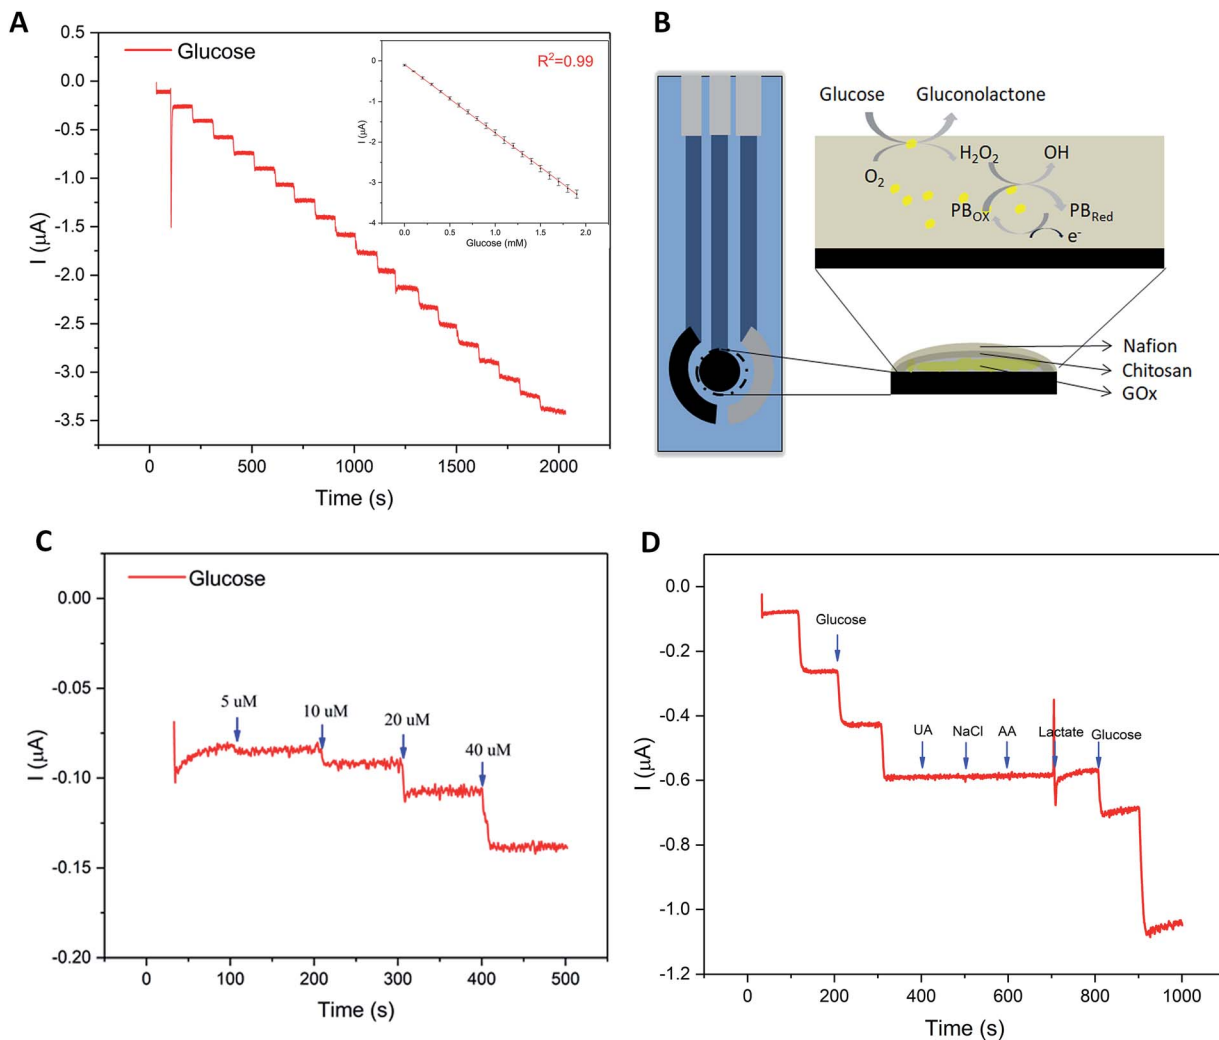 A
Glucose
0.5
0.0
-0.5
-1.0
-1.5
-2.0
-2.5
-3.0
-3.5
I (μA)
0
500
1000
1500
2000
Time (s)
R²=0.99
0
-1
-2
-3
-4
I (μA)
0.0
0.5
1.0
1.5
2.0
Glucose (mM)
B
Glucose
Gluconolactone
O₂
H₂O₂
OH
PB_OX
PB_Red
e⁻
Nafion
Chitosan
GOx
C
Glucose
0.00
-0.05
-0.10
-0.15
-0.20
I (μA)
5 uM
10 uM
20 uM
40 uM
0
100
200
300
400
500
Time (s)
D
0.0
-0.2
-0.4
-0.6
-0.8
-1.0
-1.2
I (μA)
Glucose
UA
NaCl
AA
Lactate
Glucose
0
200
400
600
800
1000
Time (s)